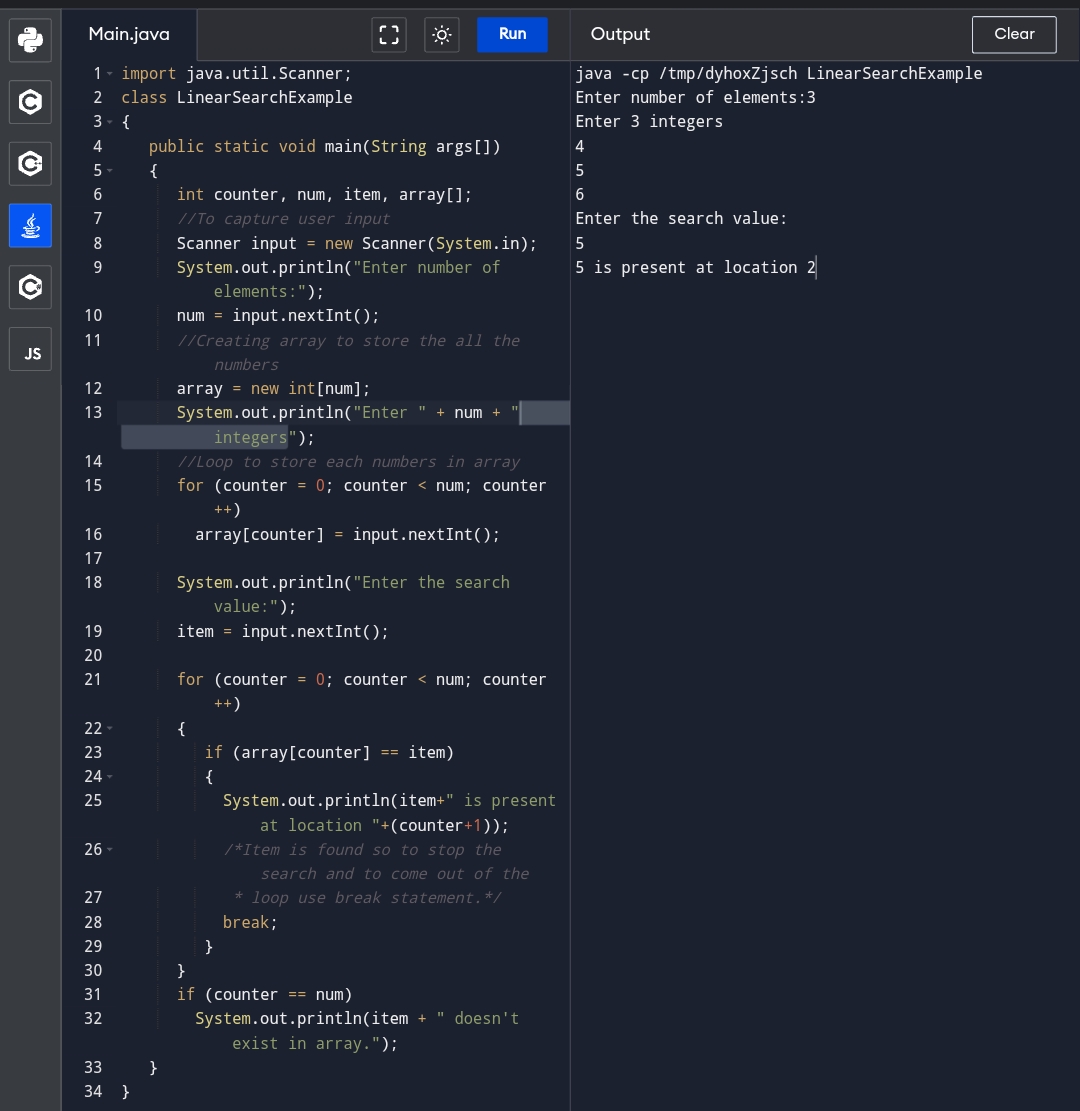 Main.java
Run
Output
Clear
JS
1 import java.util.Scanner;
2 class LinearSearchExample
3 {
4 public static void main(String args[])
5 {
6 int counter, num, item, array[];
7 //To capture user input
8 Scanner input = new Scanner(System.in);
9 System.out.println("Enter number of
elements:");
10 num = input.nextInt();
11 //Creating array to store the all the
numbers
12 array = new int[num];
13 System.out.println("Enter " + num + "
integers");
14 //Loop to store each numbers in array
15 for (counter = 0; counter < num; counter
++)
16 array[counter] = input.nextInt();
17
18 System.out.println("Enter the search
value:");
19 item = input.nextInt();
20
21 for (counter = 0; counter < num; counter
++)
22 {
23 if (array[counter] == item)
24 {
25 System.out.println(item+" is present
at location "+(counter+1));
26 /*Item is found so to stop the
search and to come out of the
27 * loop use break statement.*/
28 break;
29 }
30 }
31 if (counter == num)
32 System.out.println(item + " doesn't
exist in array.");
33 }
34 }
java -cp /tmp/dyhoxZjsch LinearSearchExample
Enter number of elements:3
Enter 3 integers
4
5
6
Enter the search value:
5
5 is present at location 2